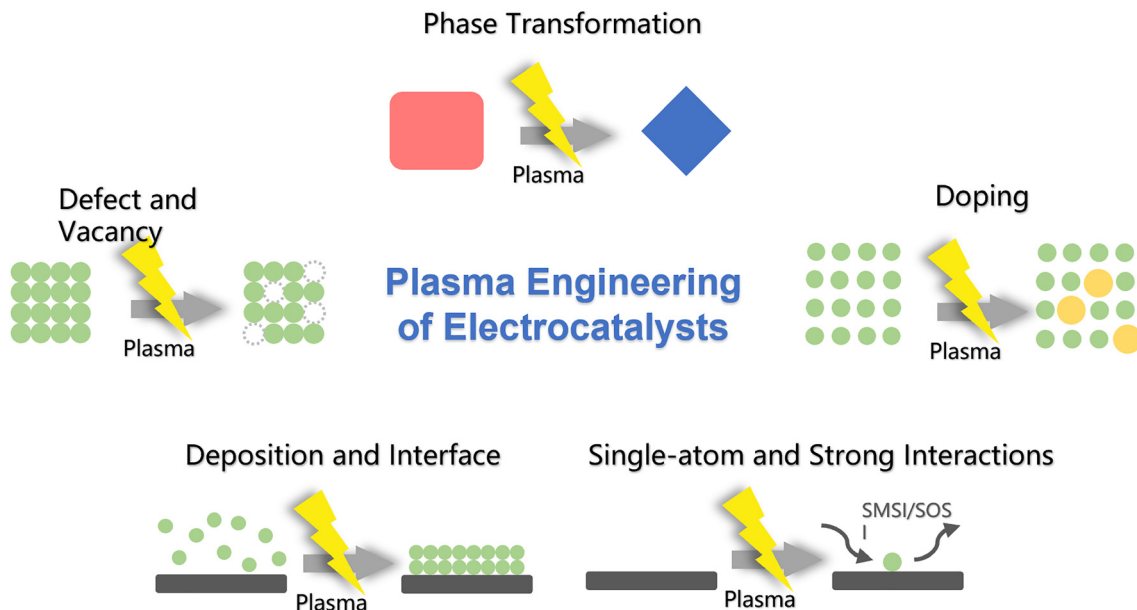 Phase Transformation
Plasma
Defect and
Vacancy
Plasma
Plasma Engineering
of Electrocatalysts
Doping
Plasma
Deposition and Interface
Plasma
Single-atom and Strong Interactions
SMSI/SOS
I
Plasma